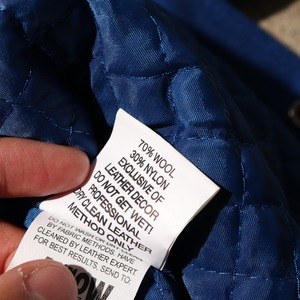 70% WOOL
30% NYLON
EXCLUSIVE OF
LEATHER DECOR
DO NOT GET WET!
PROFESSIONAL
MY CLEAN LEATHER
METHOD ONLY
DO NOT WASH OR DRY
BY FABRIC METHODS, HAVE
CLEANED BY LEATHER EXPERT.
FOR BEST RESULTS, SEND TO: